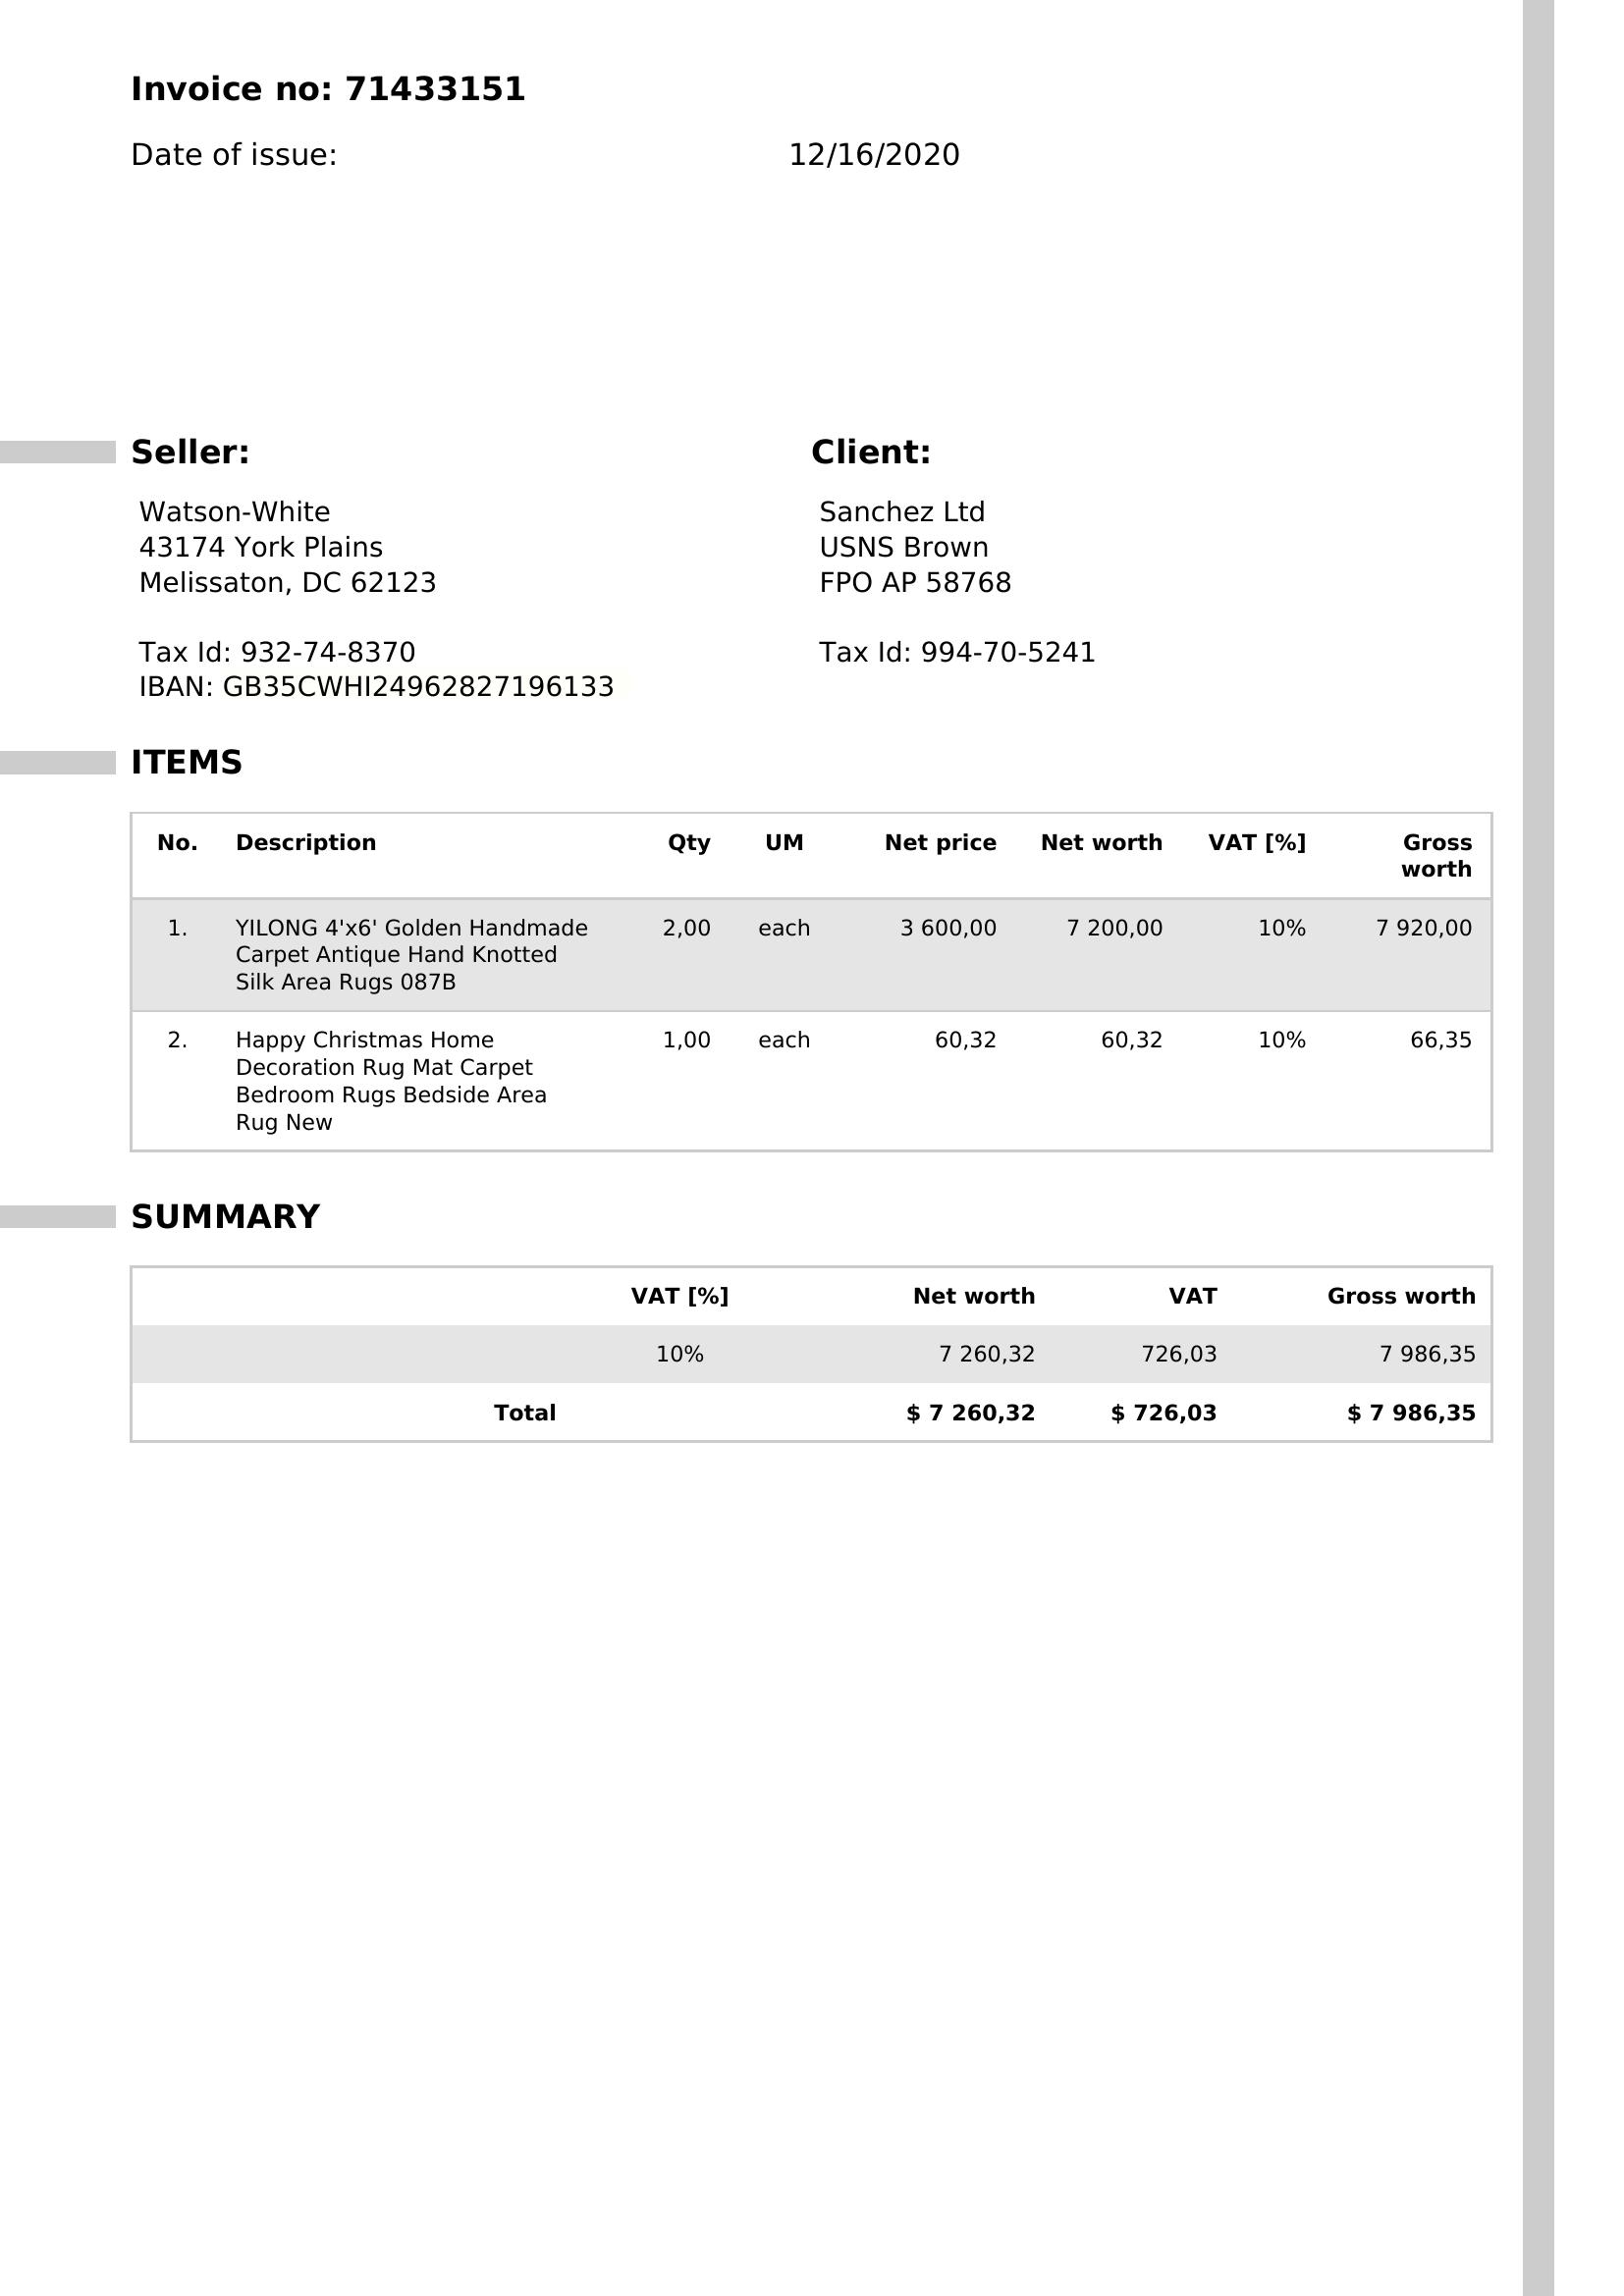 Invoice no: 71433151
Date of issue: 12/16/2020
Seller: Client:
Watson-White Sanchez Ltd
43174 York Plains USNS Brown
Melissaton, DC 62123 FPO AP 58768
Tax Id: 932-74-8370 Tax Id: 994-70-5241
IBAN: GB35CWHI24962827196133
ITEMS
No. Description Qty UM Net price Net worth VAT [%] Gross
worth
1. YILONG 4'x6' Golden Handmade 2,00 each 3 600,00 7 200,00 10% 7 920,00
Carpet Antique Hand Knotted
Silk Area Rugs 087B
2. Happy Christmas Home 1,00 each 60,32 60,32 10% 66,35
Decoration Rug Mat Carpet
Bedroom Rugs Bedside Area
Rug New
SUMMARY
VAT [%] Net worth VAT Gross worth
10% 7 260,32 726,03 7 986,35
Total $ 7 260,32 $ 726,03 $ 7 986,35